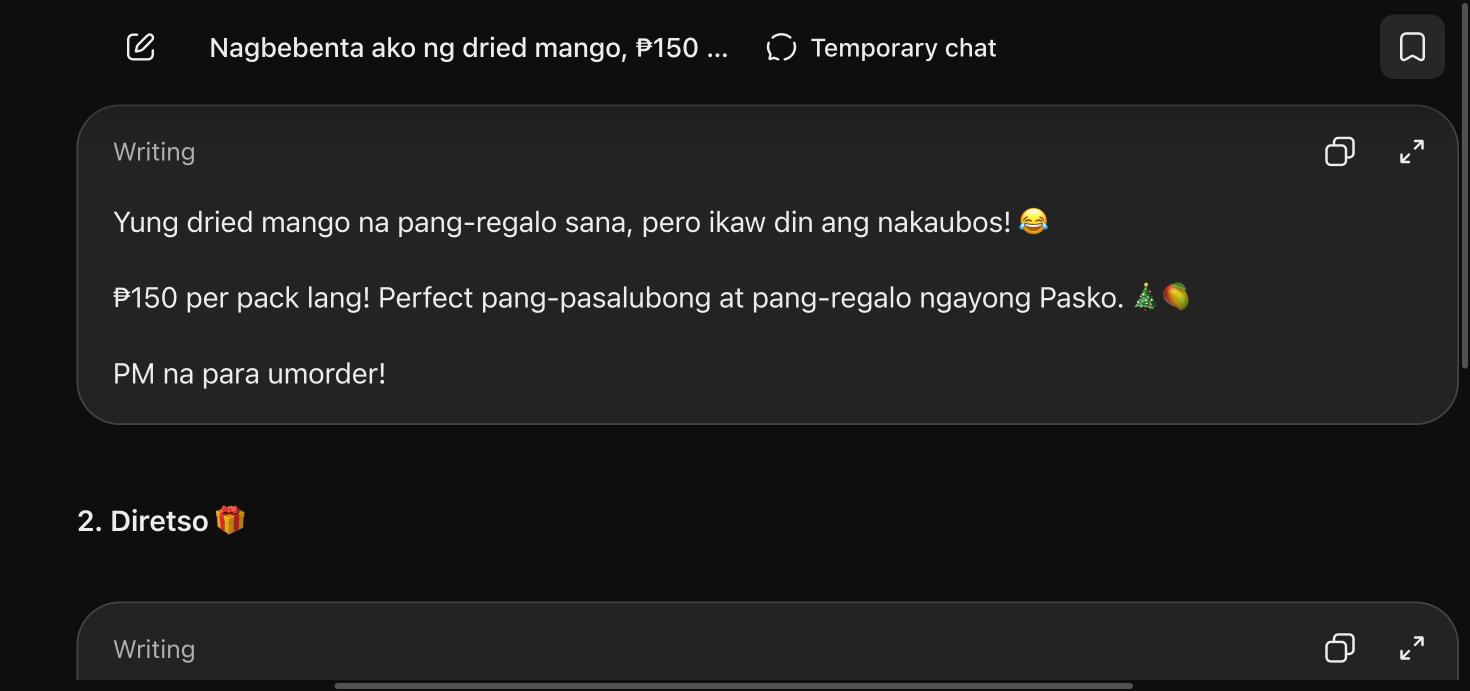 Nagbebenta ako ng dried mango, ₱150 ... Temporary chat
Writing
Yung dried mango na pang-regalo sana, pero ikaw din ang nakaubos! 😂
₱150 per pack lang! Perfect pang-pasalubong at pang-regalo ngayong Pasko. 🎄🥭
PM na para umorder!
2. Diretso 🎁
Writing